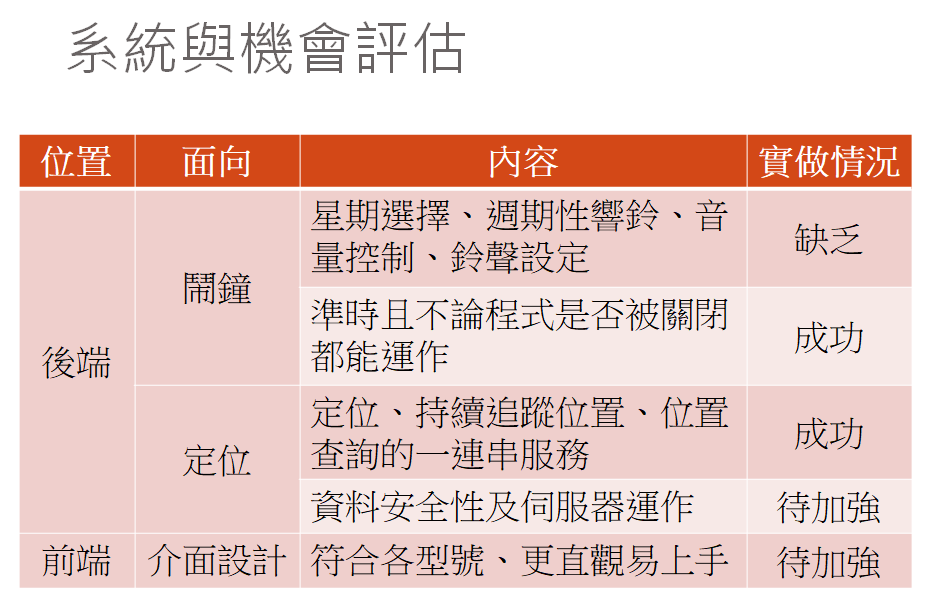 系統與機會評估
位置 面向 內容 實做情況
星期選擇、週期性響鈴、音
量控制、鈴聲設定
缺乏
鬧鐘
準時且不論程式是否被關閉
都能運作
成功
後端
定位、持續追蹤位置、位置
查詢的一連串服務
成功
定位
資料安全性及伺服器運作 待加強
前端 介面設計 符合各型號、更直觀易上手 待加強